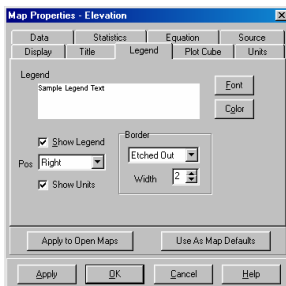 Map Properties - Elevation
Data Statistics Equation Source
Display Title Legend Plot Cube Units
Legend
Sample Legend Text
Font
Color
Show Legend
Border
Pos Right
Etched Out
Show Units
Width 2
Apply to Open Maps Use As Map Defaults
Apply OK Cancel Help